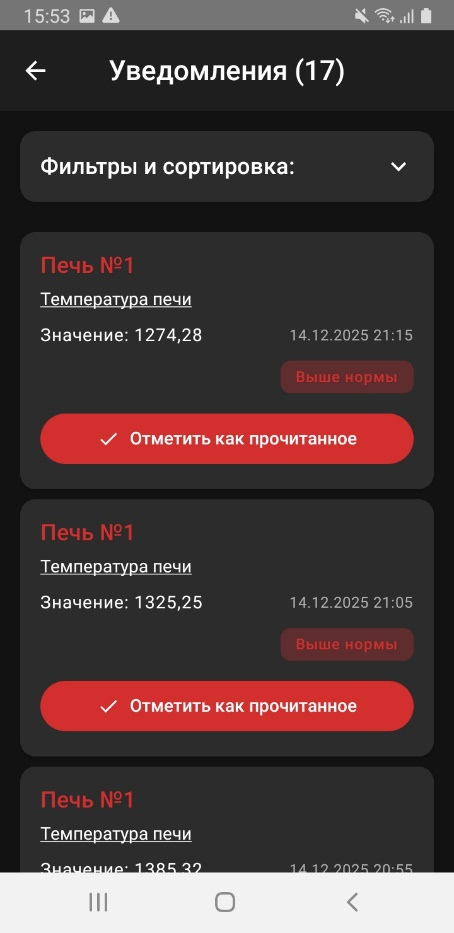 15:53
Уведомления (17)
Фильтры и сортировка:
Печь №1
Температура печи
Значение: 1274,28
14.12.2025 21:15
Выше нормы
Отметить как прочитанное
Печь №1
Температура печи
Значение: 1325,25
14.12.2025 21:05
Выше нормы
Отметить как прочитанное
Печь №1
Температура печи
Значение: 1385,32
14.12.2025 20:55